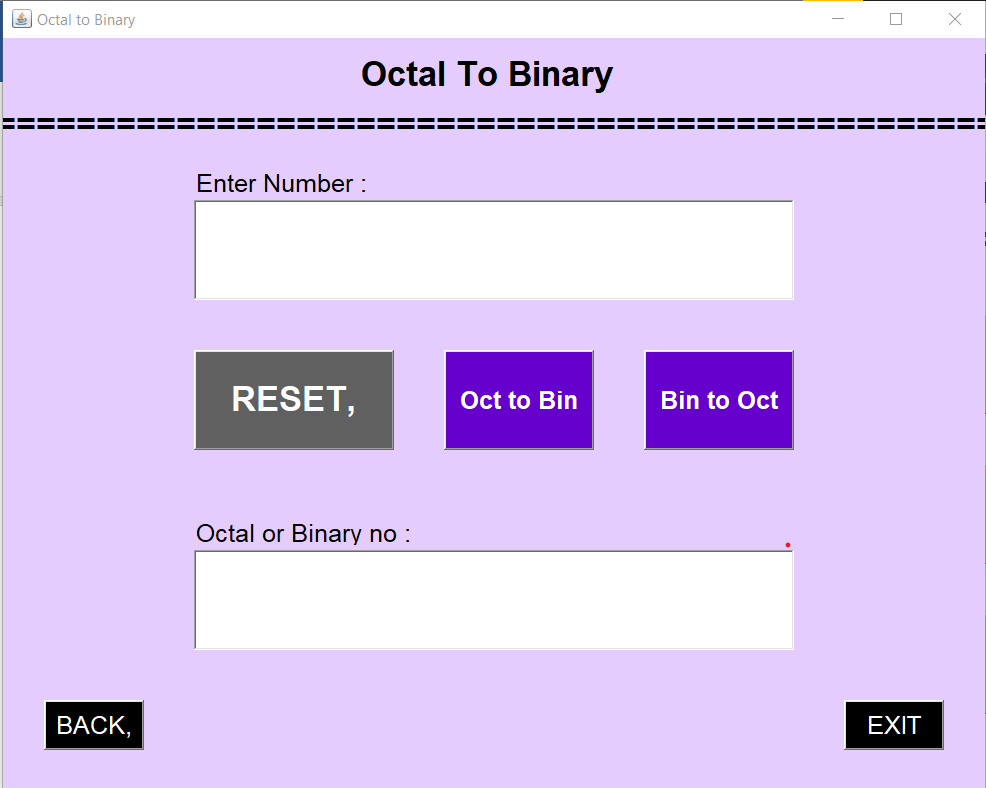 Octal to Binary
Octal To Binary
==================================================
Enter Number :
RESET, Oct to Bin Bin to Oct
Octal or Binary no :
BACK, EXIT